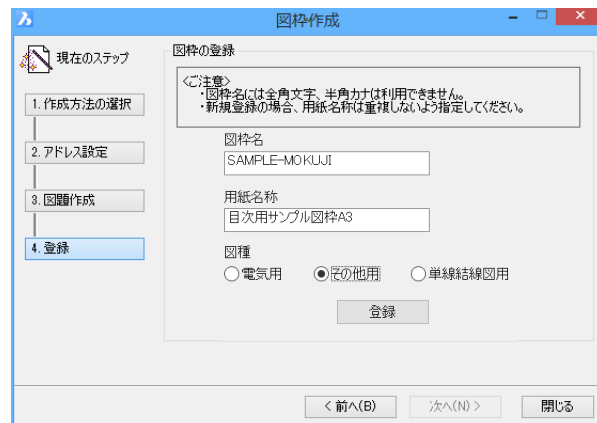 図枠作成
現在のステップ
1. 作成方法の選択
2. アドレス設定
3. 図題作成
4. 登録
図枠の登録
<ご注意>
・図枠名には全角文字、半角カナは利用できません。
・新規登録の場合、用紙名称は重複しないよう指定してください。
図枠名
SAMPLE-MOKUJI
用紙名称
目次用サンプル図枠A3
図種
電気用 その他用 単線結線図用
登録
< 前へ(B) 次へ(N) > 閉じる